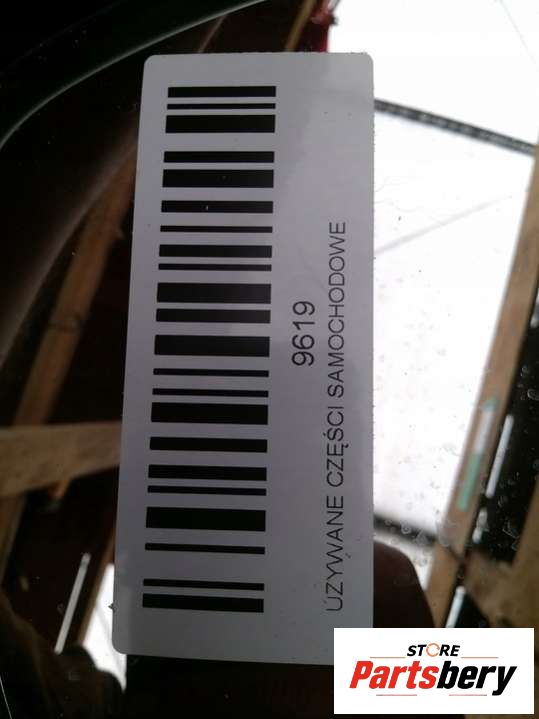 9619
UŻYWANE CZĘŚCI SAMOCHODOWE
STORE
Partsbery